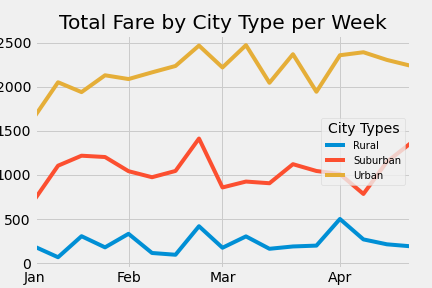 Total Fare by City Type per Week
2500
2000
1500
1000
500
0
City Types
Rural
Suburban
Urban
Jan Feb Mar Apr